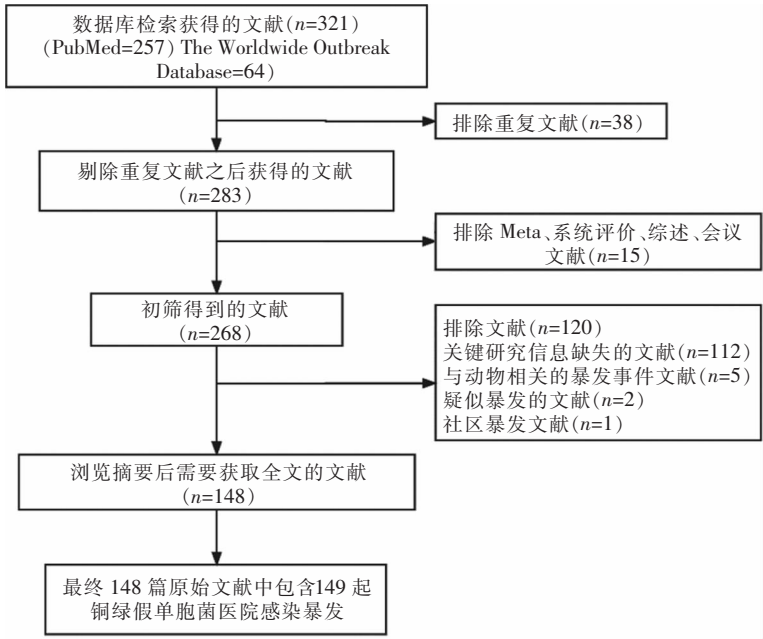 数据库检索获得的文献(n=321)
(PubMed=257) The Worldwide Outbreak
Database=64)
排除重复文献(n=38)
剔除重复文献之后获得的文献
(n=283)
排除 Meta、系统评价、综述、会议
文献(n=15)
初筛得到的文献
(n=268)
排除文献(n=120)
关键研究信息缺失的文献(n=112)
与动物相关的暴发事件文献(n=5)
疑似暴发的文献(n=2)
社区暴发文献(n=1)
浏览摘要后需要获取全文的文献
(n=148)
最终 148 篇原始文献中包含149 起
铜绿假单胞菌医院感染暴发